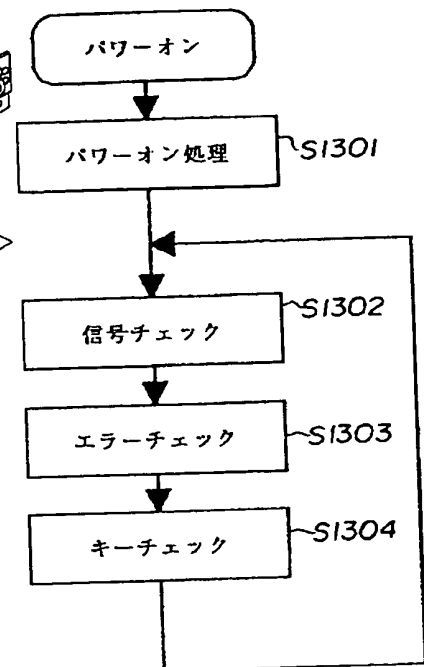 パワーオン
パワーオン処理
S1301
信号チェック
S1302
エラーチェック
S1303
キーチェック
S1304